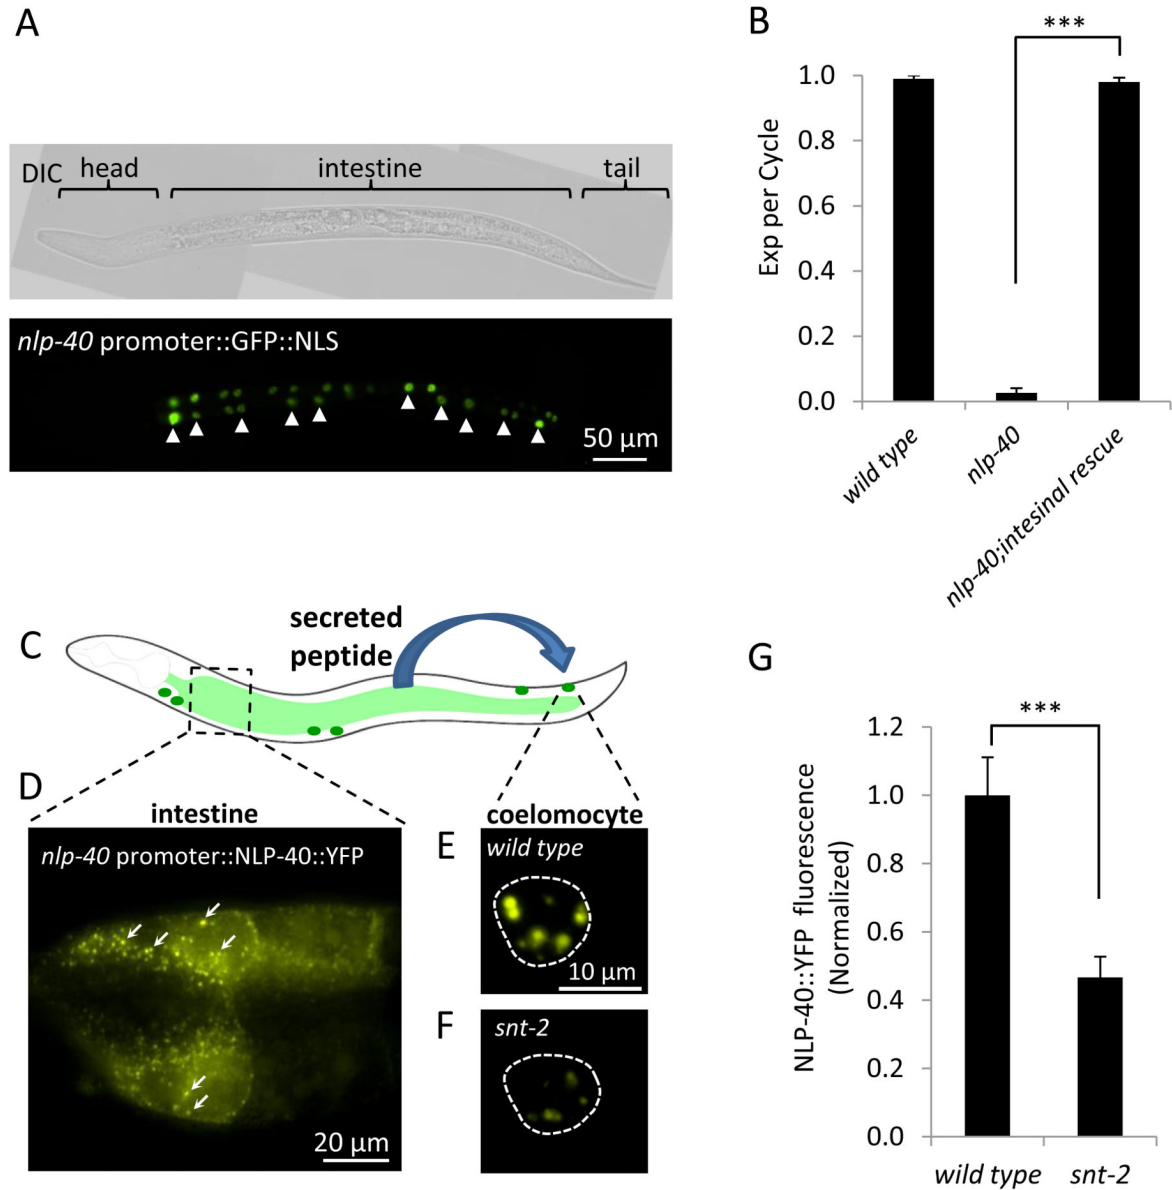 A
DIC
head
intestine
tail
nlp-40 promoter::GFP::NLS
50 µm
B
***
Exp per Cycle
1.0
0.8
0.6
0.4
0.2
0.0
wild type
nlp-40
nlp-40;intesinal rescue
C
secreted
peptide
D
intestine
nlp-40 promoter::NLP-40::YFP
20 µm
coelomocyte
E
wild type
10 µm
F
snt-2
G
***
NLP-40::YFP fluorescence
(Normalized)
1.2
1.0
0.8
0.6
0.4
0.2
0.0
wild type
snt-2